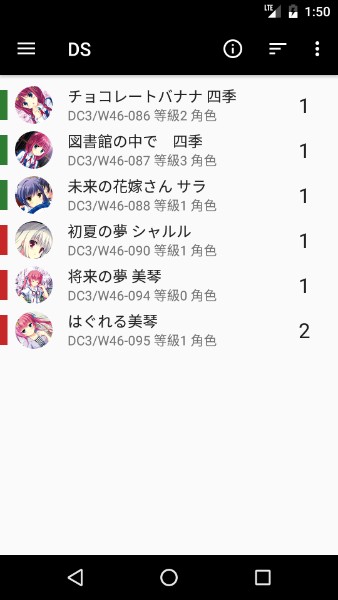 LTE 1:50
DS
チョコレートバナナ 四季
DC3/W46-086 等級2 角色
1
図書館の中で　四季
DC3/W46-087 等級3 角色
1
未来の花嫁さん サラ
DC3/W46-088 等級1 角色
1
初夏の夢 シャルル
DC3/W46-090 等級1 角色
1
将来の夢 美琴
DC3/W46-094 等級0 角色
1
はぐれる美琴
DC3/W46-095 等級1 角色
2